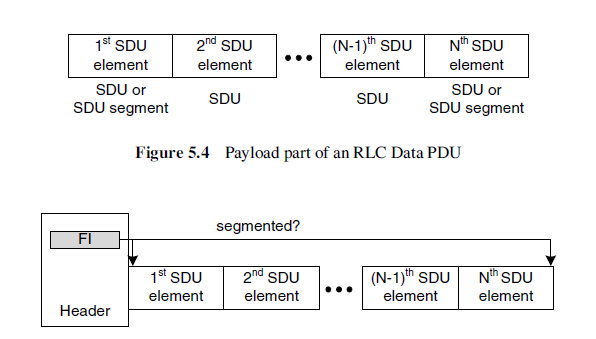 1st SDU element
2nd SDU element
•••
(N-1)th SDU element
Nth SDU element
SDU or SDU segment
SDU
SDU
SDU or SDU segment
Figure 5.4 Payload part of an RLC Data PDU
segmented?
FI
1st SDU element
2nd SDU element
•••
(N-1)th SDU element
Nth SDU element
Header